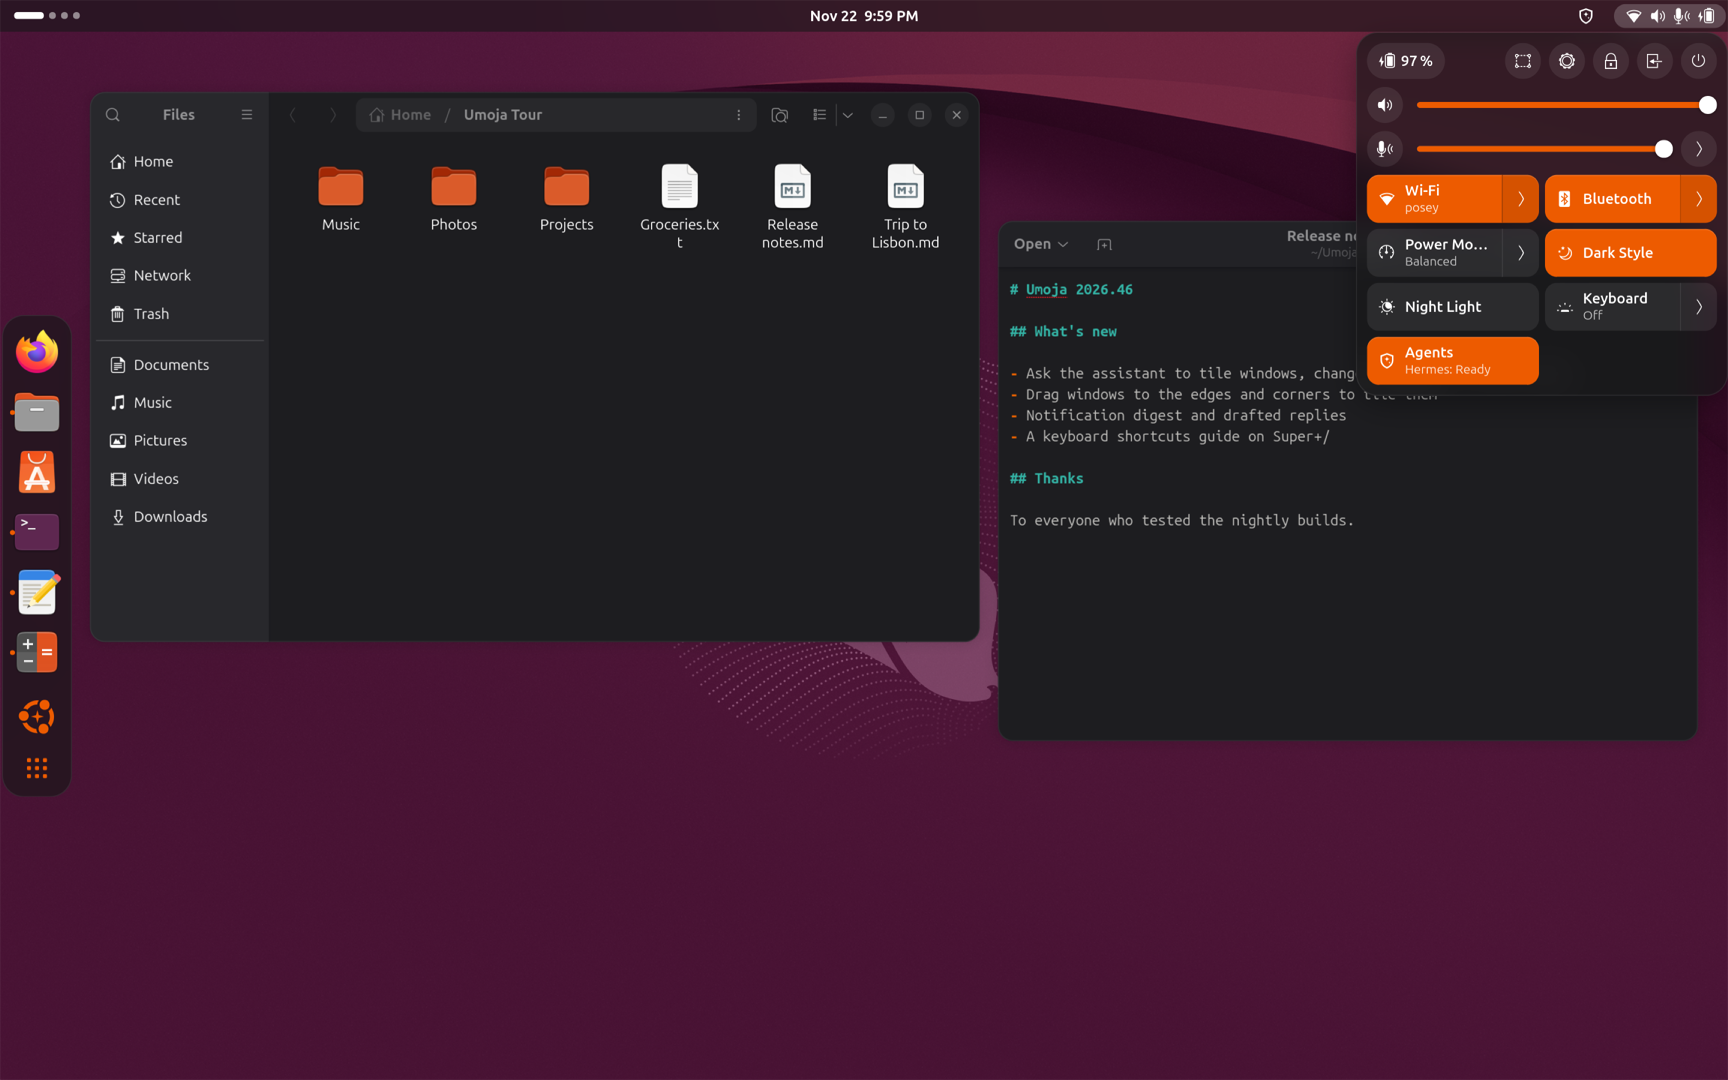 Nov 22 9:59 PM
97 %
Files
Home / Umoja Tour
Home
Recent
Starred
Network
Trash
Documents
Music
Pictures
Videos
Downloads
Music
Photos
Projects
Groceries.tx
t
Release
notes.md
Trip to
Lisbon.md
Open
Release
~/Umoja
# Umoja 2026.46
## What's new
- Ask the assistant to tile windows, chang
- Drag windows to the edges and corners to tile them
- Notification digest and drafted replies
- A keyboard shortcuts guide on Super+/
## Thanks
To everyone who tested the nightly builds.
Wi-Fi
posey
Bluetooth
Power Mo...
Balanced
Dark Style
Night Light
Keyboard
Off
Agents
Hermes: Ready